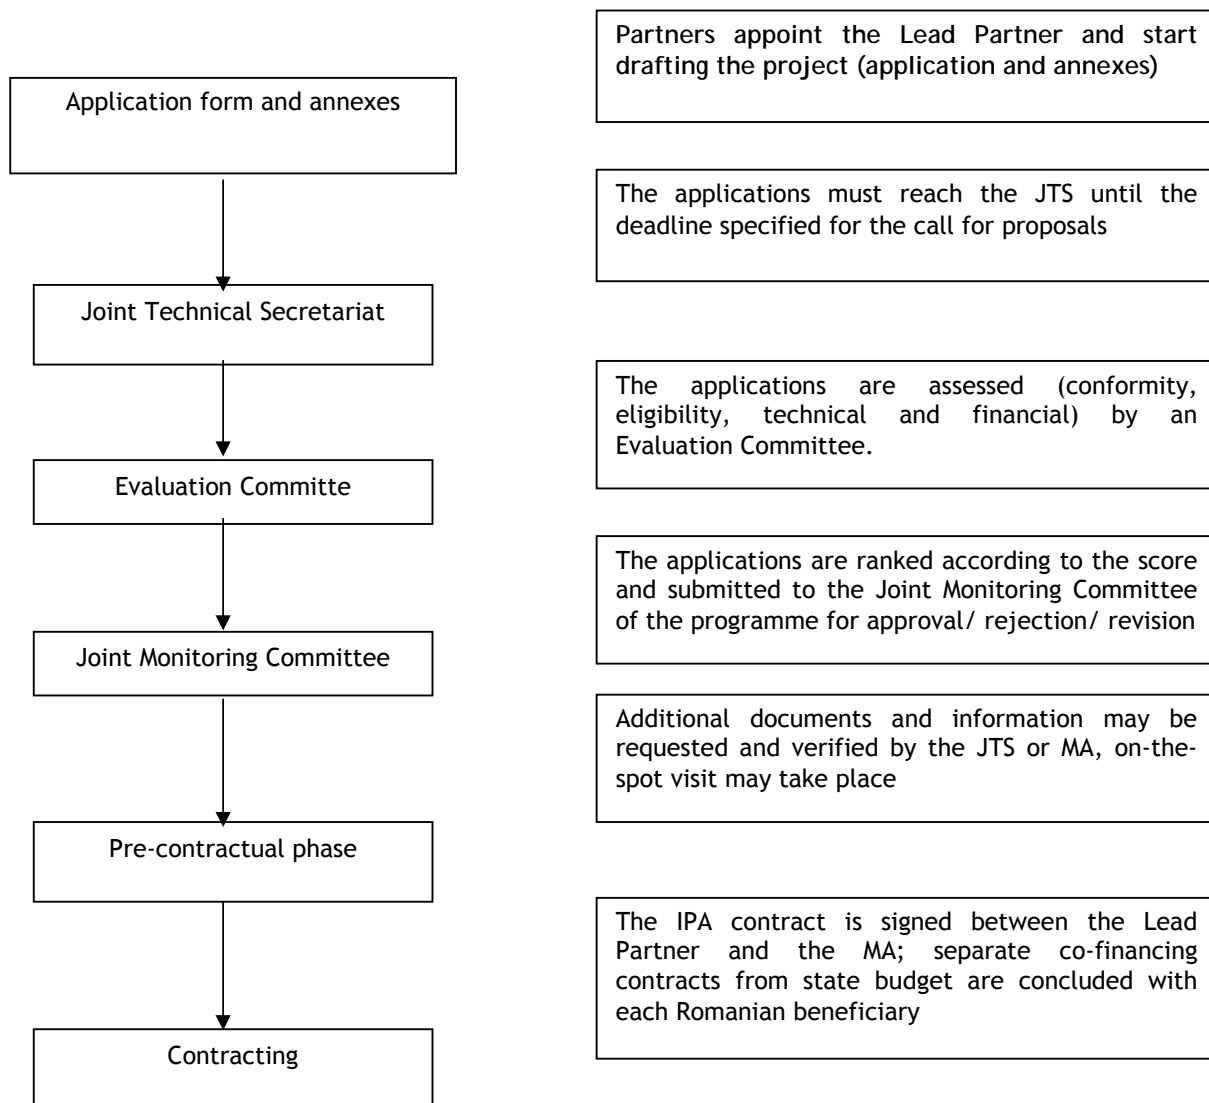 Partners appoint the Lead Partner and start
drafting the project (application and annexes)
Application form and annexes
The applications must reach the JTS until the
deadline specified for the call for proposals
Joint Technical Secretariat
The applications are assessed (conformity,
eligibility, technical and financial) by an
Evaluation Committee.
Evaluation Committe
The applications are ranked according to the score
and submitted to the Joint Monitoring Committee
of the programme for approval/ rejection/ revision
Joint Monitoring Committee
Additional documents and information may be
requested and verified by the JTS or MA, on-the-
spot visit may take place
Pre-contractual phase
The IPA contract is signed between the Lead
Partner and the MA; separate co-financing
contracts from state budget are concluded with
each Romanian beneficiary
Contracting